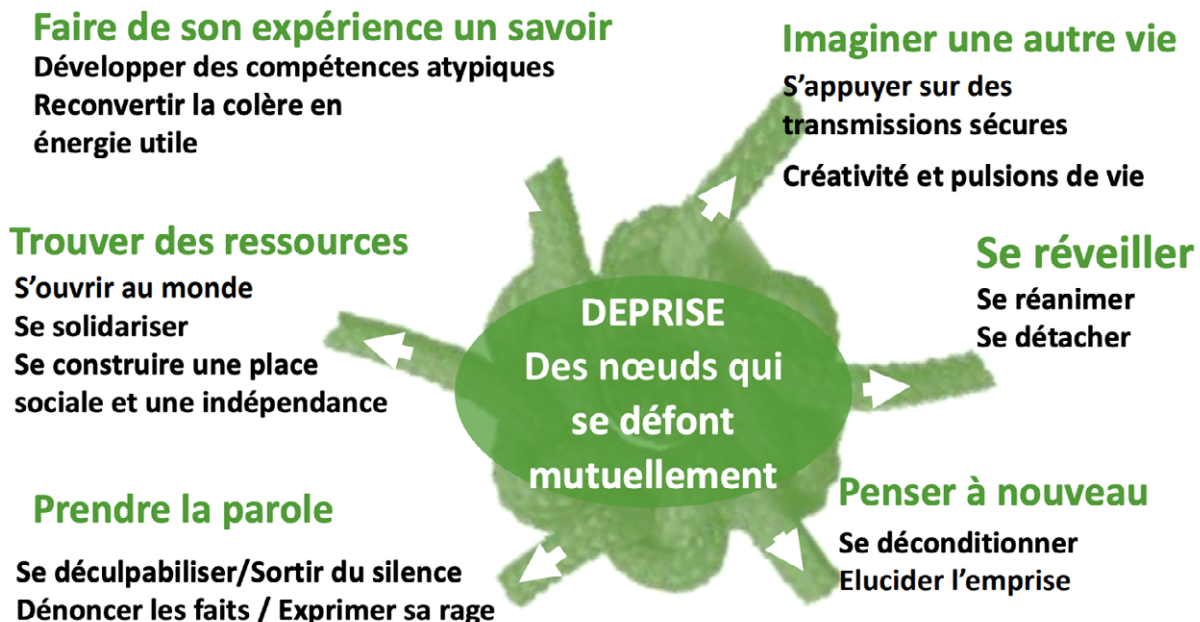 Faire de son expérience un savoir
Développer des compétences atypiques
Reconvertir la colère en
énergie utile
Imaginer une autre vie
S'appuyer sur des
transmissions sécures
Créativité et pulsions de vie
Trouver des ressources
S'ouvrir au monde
Se solidariser
Se construire une place
sociale et une indépendance
DEPRISE
Des nœuds qui
se défont
mutuellement
Se réveiller
Se réanimer
Se détacher
Prendre la parole
Se déculpabiliser/Sortir du silence
Dénoncer les faits / Exprimer sa rage
Penser à nouveau
Se déconditionner
Elucider l'emprise